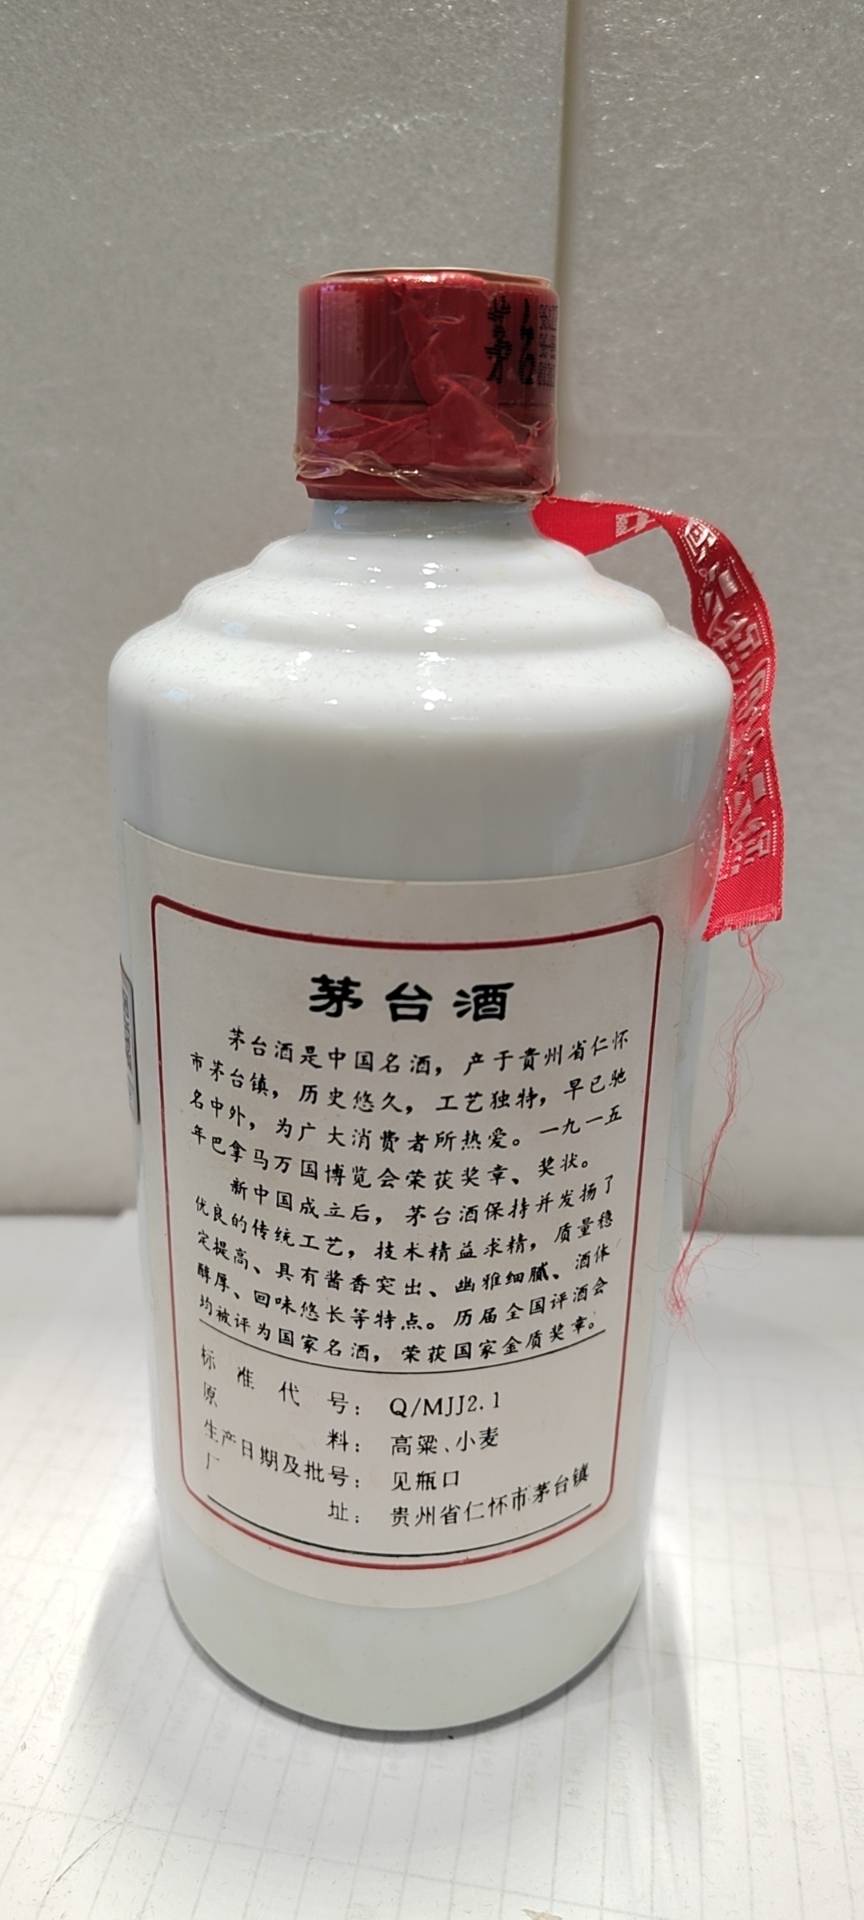 茅台
茅台酒
茅台酒是中国名酒，产于贵州省仁怀
市茅台镇，历史悠久，工艺独特，早已驰
名中外，为广大消费者所热爱。一九一五
年巴拿马万国博览会荣获奖章、奖状。
新中国成立后，茅台酒保持并发扬了
优良的传统工艺，技术精益求精，质量稳
定提高、具有酱香突出、幽雅细腻、酒体
醇厚、回味悠长等特点。历届全国评酒会
均被评为国家名酒，荣获国家金质奖章。
标准代号：Q/MJJ2.1
原料：高粱、小麦
生产日期及批号：见瓶口
厂址：贵州省仁怀市茅台镇